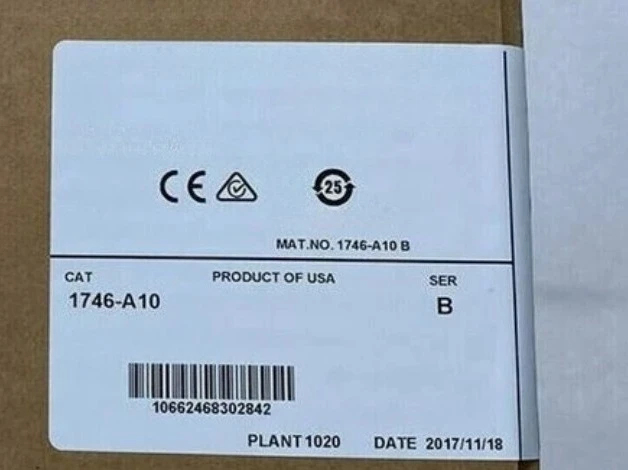 CE
25
MAT.NO. 1746-A10 B
CAT PRODUCT OF USA SER
1746-A10 B
10662468302842
PLANT 1020 DATE 2017/11/18